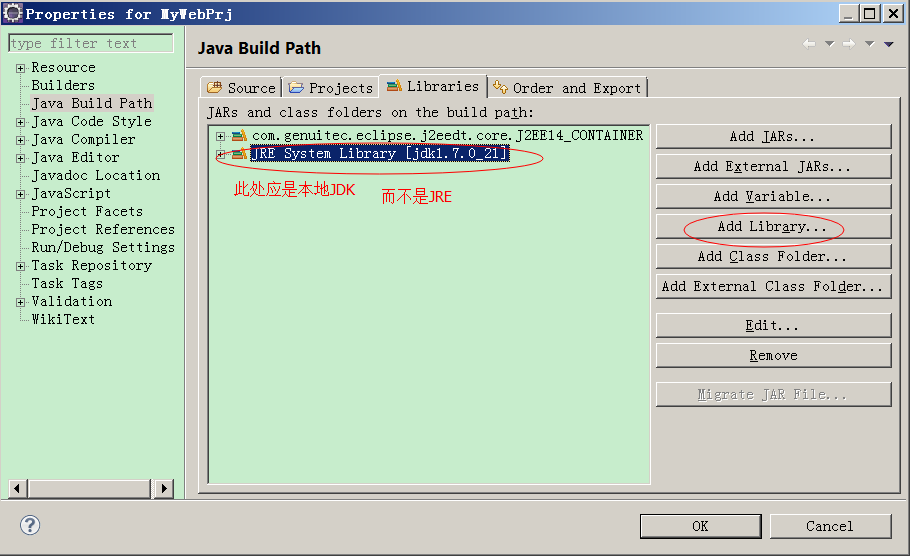 Properties for MyWebPrj
type filter text
Resource
Builders
Java Build Path
Java Code Style
Java Compiler
Java Editor
Javadoc Location
JavaScript
Project Facets
Project References
Run/Debug Settings
Task Repository
Task Tags
Validation
WikiText
Java Build Path
Source
Projects
Libraries
Order and Export
JARs and class folders on the build path:
com.genuitec.eclipse.j2eedt.core.J2EE14_CONTAINER
JRE System Library [jdk1.7.0_21]
此处应是本地JDK 而不是JRE
Add JARs...
Add External JARs...
Add Variable...
Add Library...
Add Class Folder...
Add External Class Folder...
Edit...
Remove
Migrate JAR File...
?
OK
Cancel